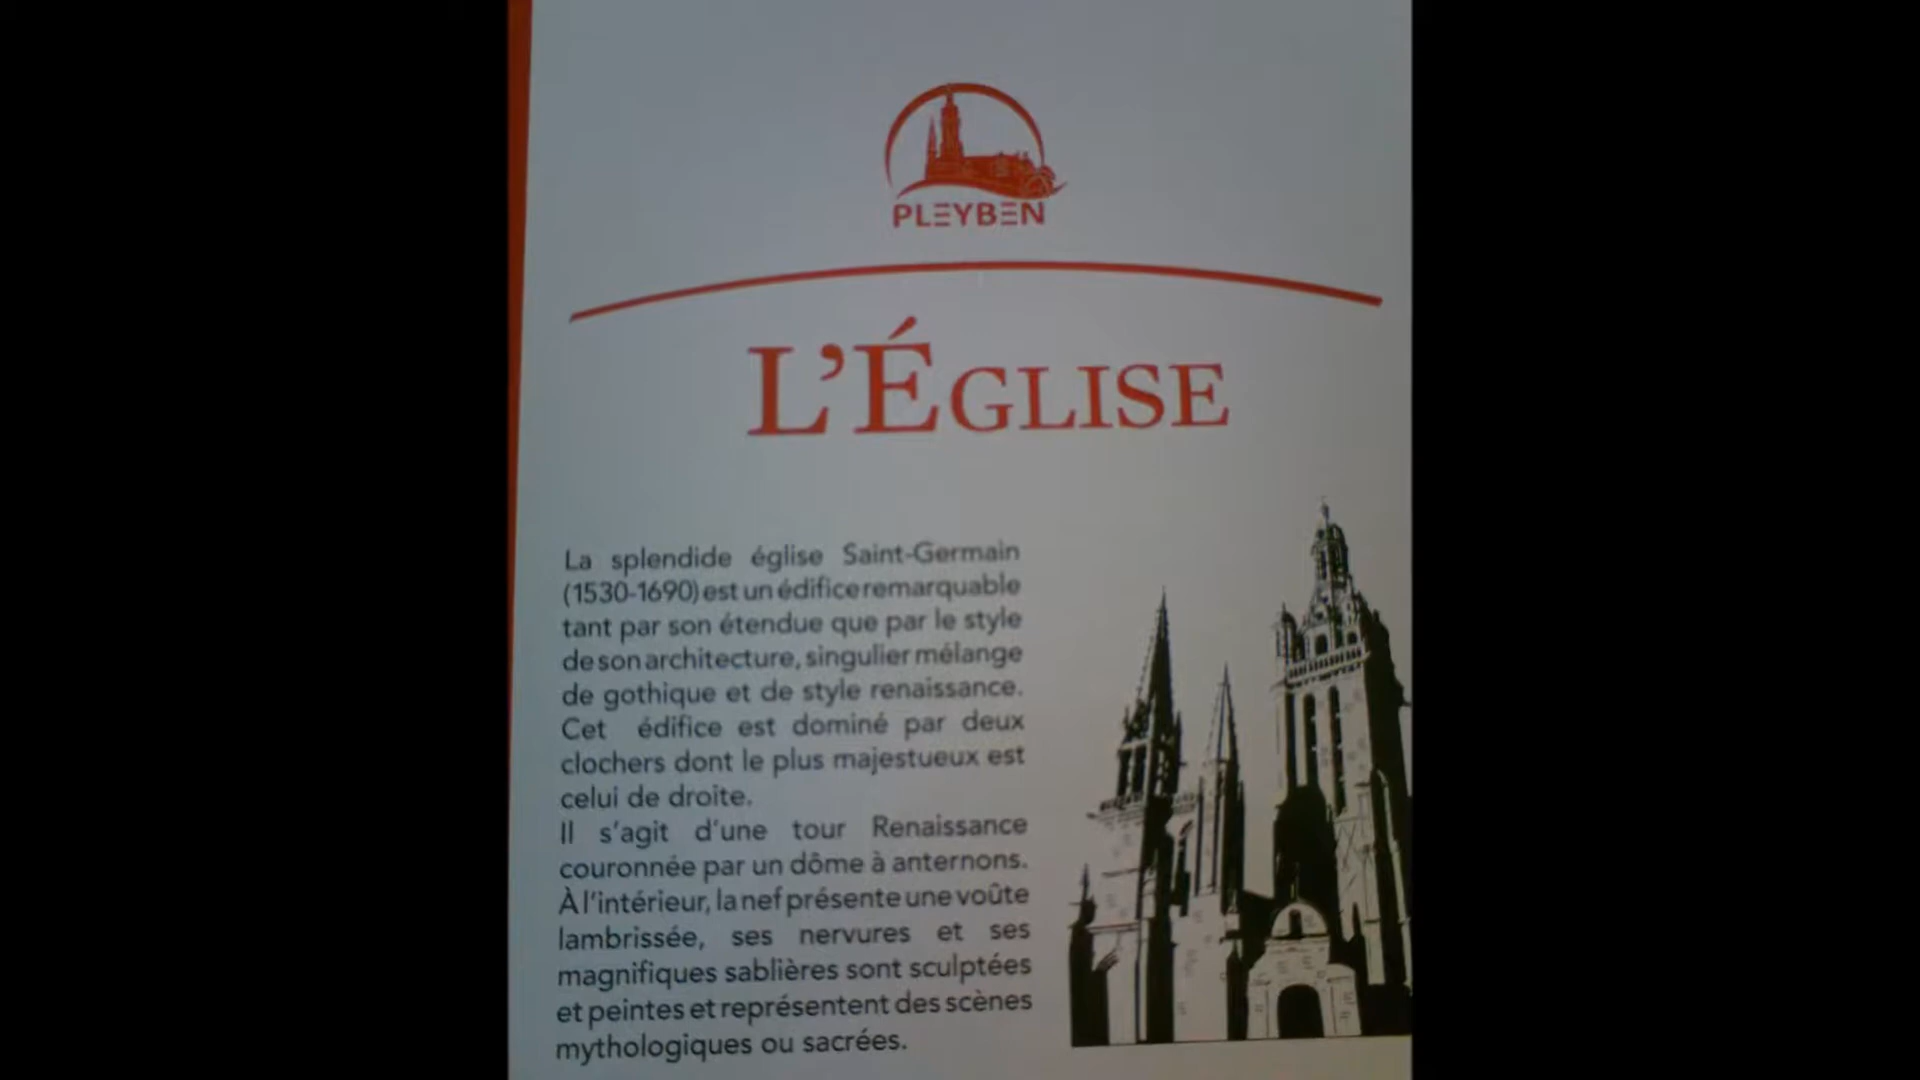 PLEYBEN
L'ÉGLISE
La splendide église Saint-Germain
(1530-1690) est un édifice remarquable
tant par son étendue que par le style
de son architecture, singulier mélange
de gothique et de style renaissance.
Cet édifice est dominé par deux
clochers dont le plus majestueux est
celui de droite.
Il s'agit d'une tour Renaissance
couronnée par un dôme à anternons.
À l'intérieur, la nef présente une voûte
lambrissée, ses nervures et ses
magnifiques sablières sont sculptées
et peintes et représentent des scènes
mythologiques ou sacrées.